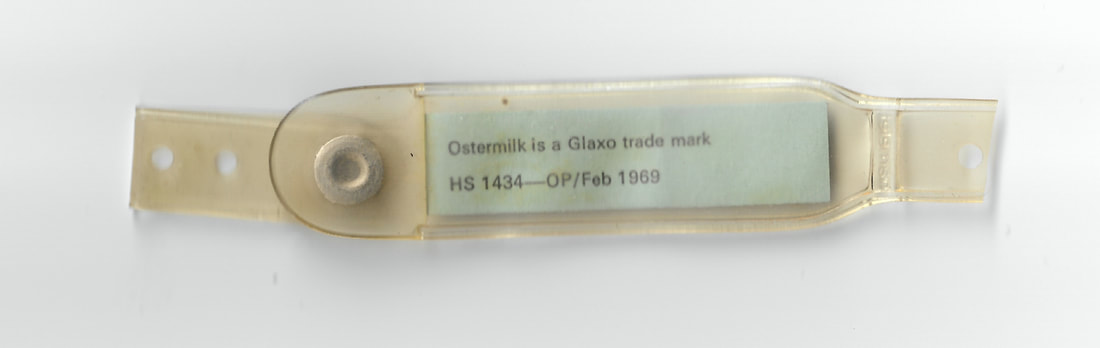 Ostermilk is a Glaxo trade mark
HS 1434—OP/Feb 1969